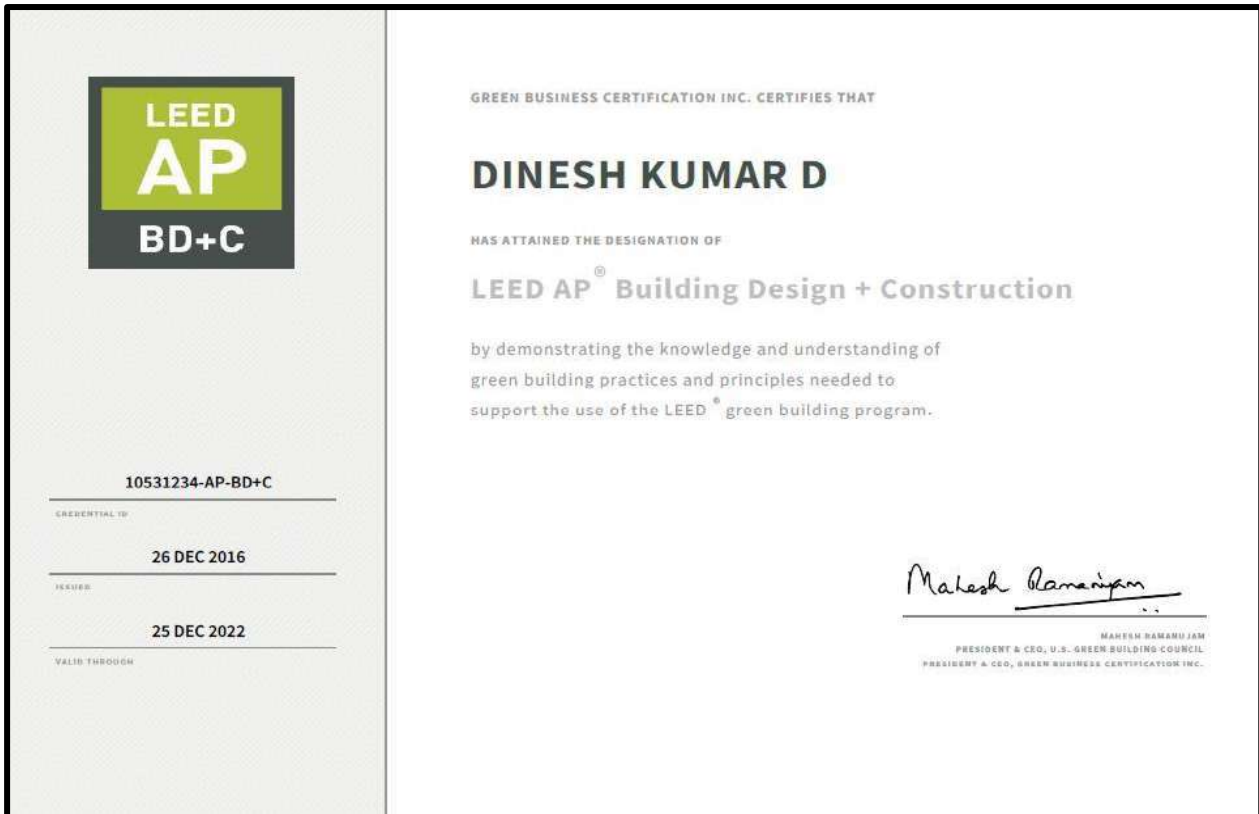 LEED
AP
BD+C
10531234-AP-BD+C
CREDENTIAL ID
26 DEC 2016
ISSUED
25 DEC 2022
VALID THROUGH
GREEN BUSINESS CERTIFICATION INC. CERTIFIES THAT
DINESH KUMAR D
HAS ATTAINED THE DESIGNATION OF
LEED AP® Building Design + Construction
by demonstrating the knowledge and understanding of
green building practices and principles needed to
support the use of the LEED ® green building program.
Mahesh Ramanujam
MAHESH RAMANUJAM
PRESIDENT & CEO, U.S. GREEN BUILDING COUNCIL
PRESIDENT & CEO, GREEN BUSINESS CERTIFICATION INC.